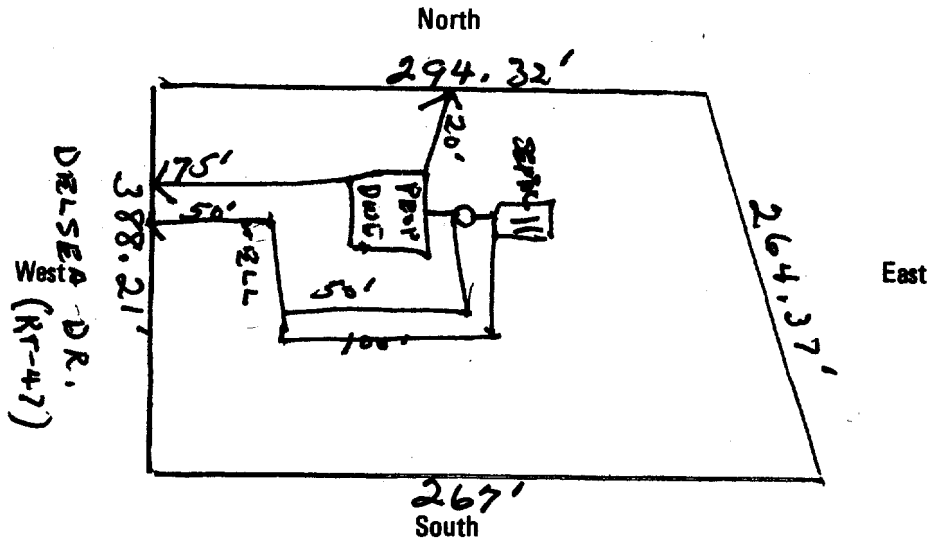 North
294.32'
20'
SEPTIC
175'
PROP
DWG
50'
WELL
388.21'
DELSEA DR.
(RT-47)
West
50'
100'
264.37'
East
267'
South